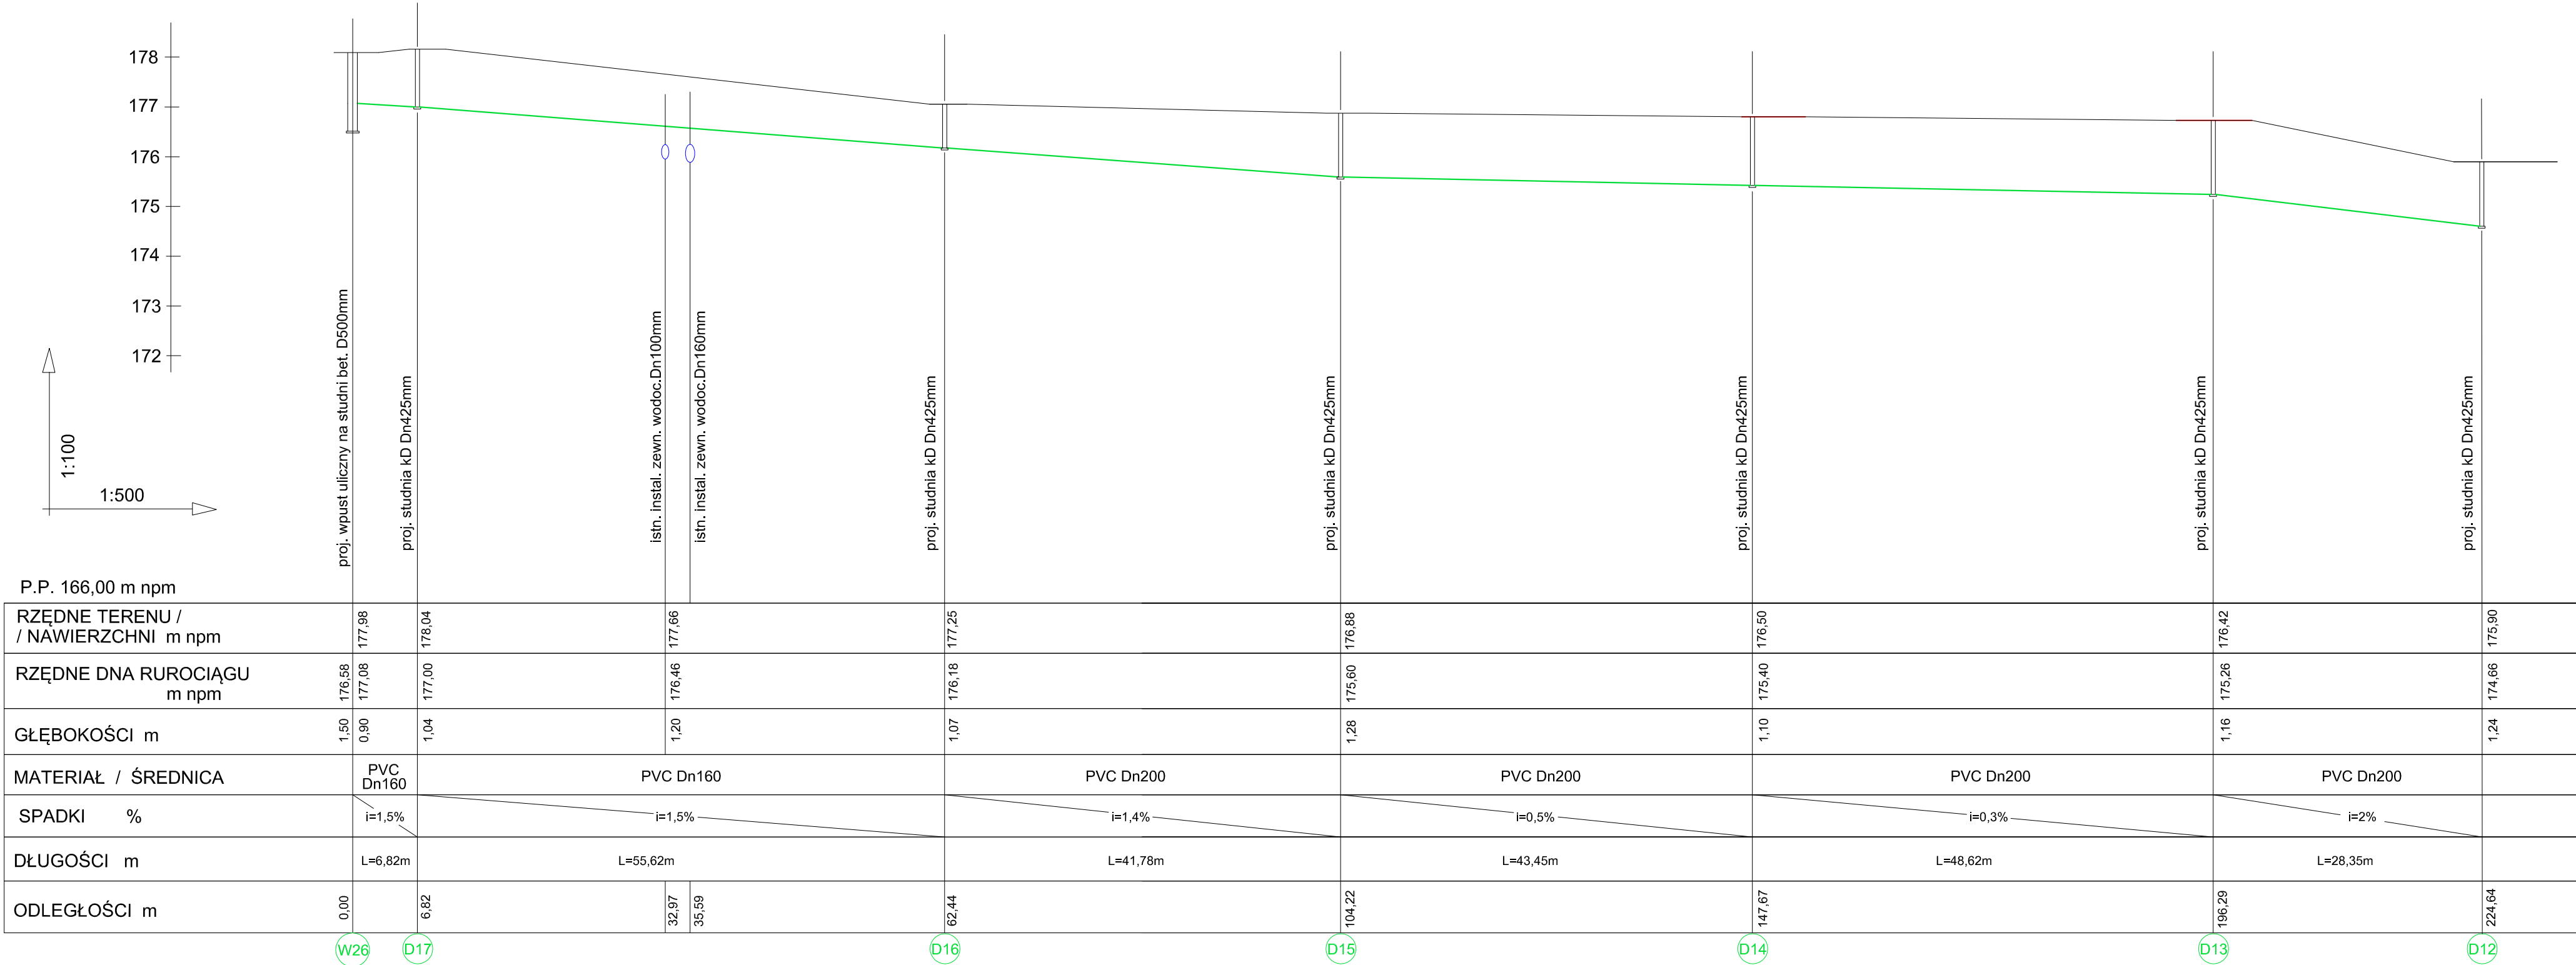 178
177
176
175
174
173
172
1:100
1:500
proj. wpust uliczny na studni bet. D500mm
proj. studnia kD Dn425mm
istn. instal. zewn. wodoc.Dn100mm
istn. instal. zewn. wodoc.Dn160mm
proj. studnia kD Dn425mm
proj. studnia kD Dn425mm
proj. studnia kD Dn425mm
proj. studnia kD Dn425mm
proj. studnia kD Dn425mm
P.P. 166,00 m npm
RZĘDNE TERENU /
/ NAWIERZCHNI m npm
177,98
178,04
177,66
177,25
176,88
176,50
176,42
175,90
RZĘDNE DNA RUROCIĄGU
m npm
176,58
177,08
177,00
176,46
176,18
175,60
175,40
175,26
174,66
GŁĘBOKOŚCI m
1,50
0,90
1,04
1,20
1,07
1,28
1,10
1,16
1,24
MATERIAŁ / ŚREDNICA
PVC
Dn160
PVC Dn160
PVC Dn200
PVC Dn200
PVC Dn200
PVC Dn200
SPADKI %
i=1,5%
i=1,5%
i=1,4%
i=0,5%
i=0,3%
i=2%
DŁUGOŚCI m
L=6,82m
L=55,62m
L=41,78m
L=43,45m
L=48,62m
L=28,35m
ODLEGŁOŚCI m
0,00
6,82
32,97
35,59
62,44
104,22
147,67
196,29
224,64
W26
D17
D16
D15
D14
D13
D12